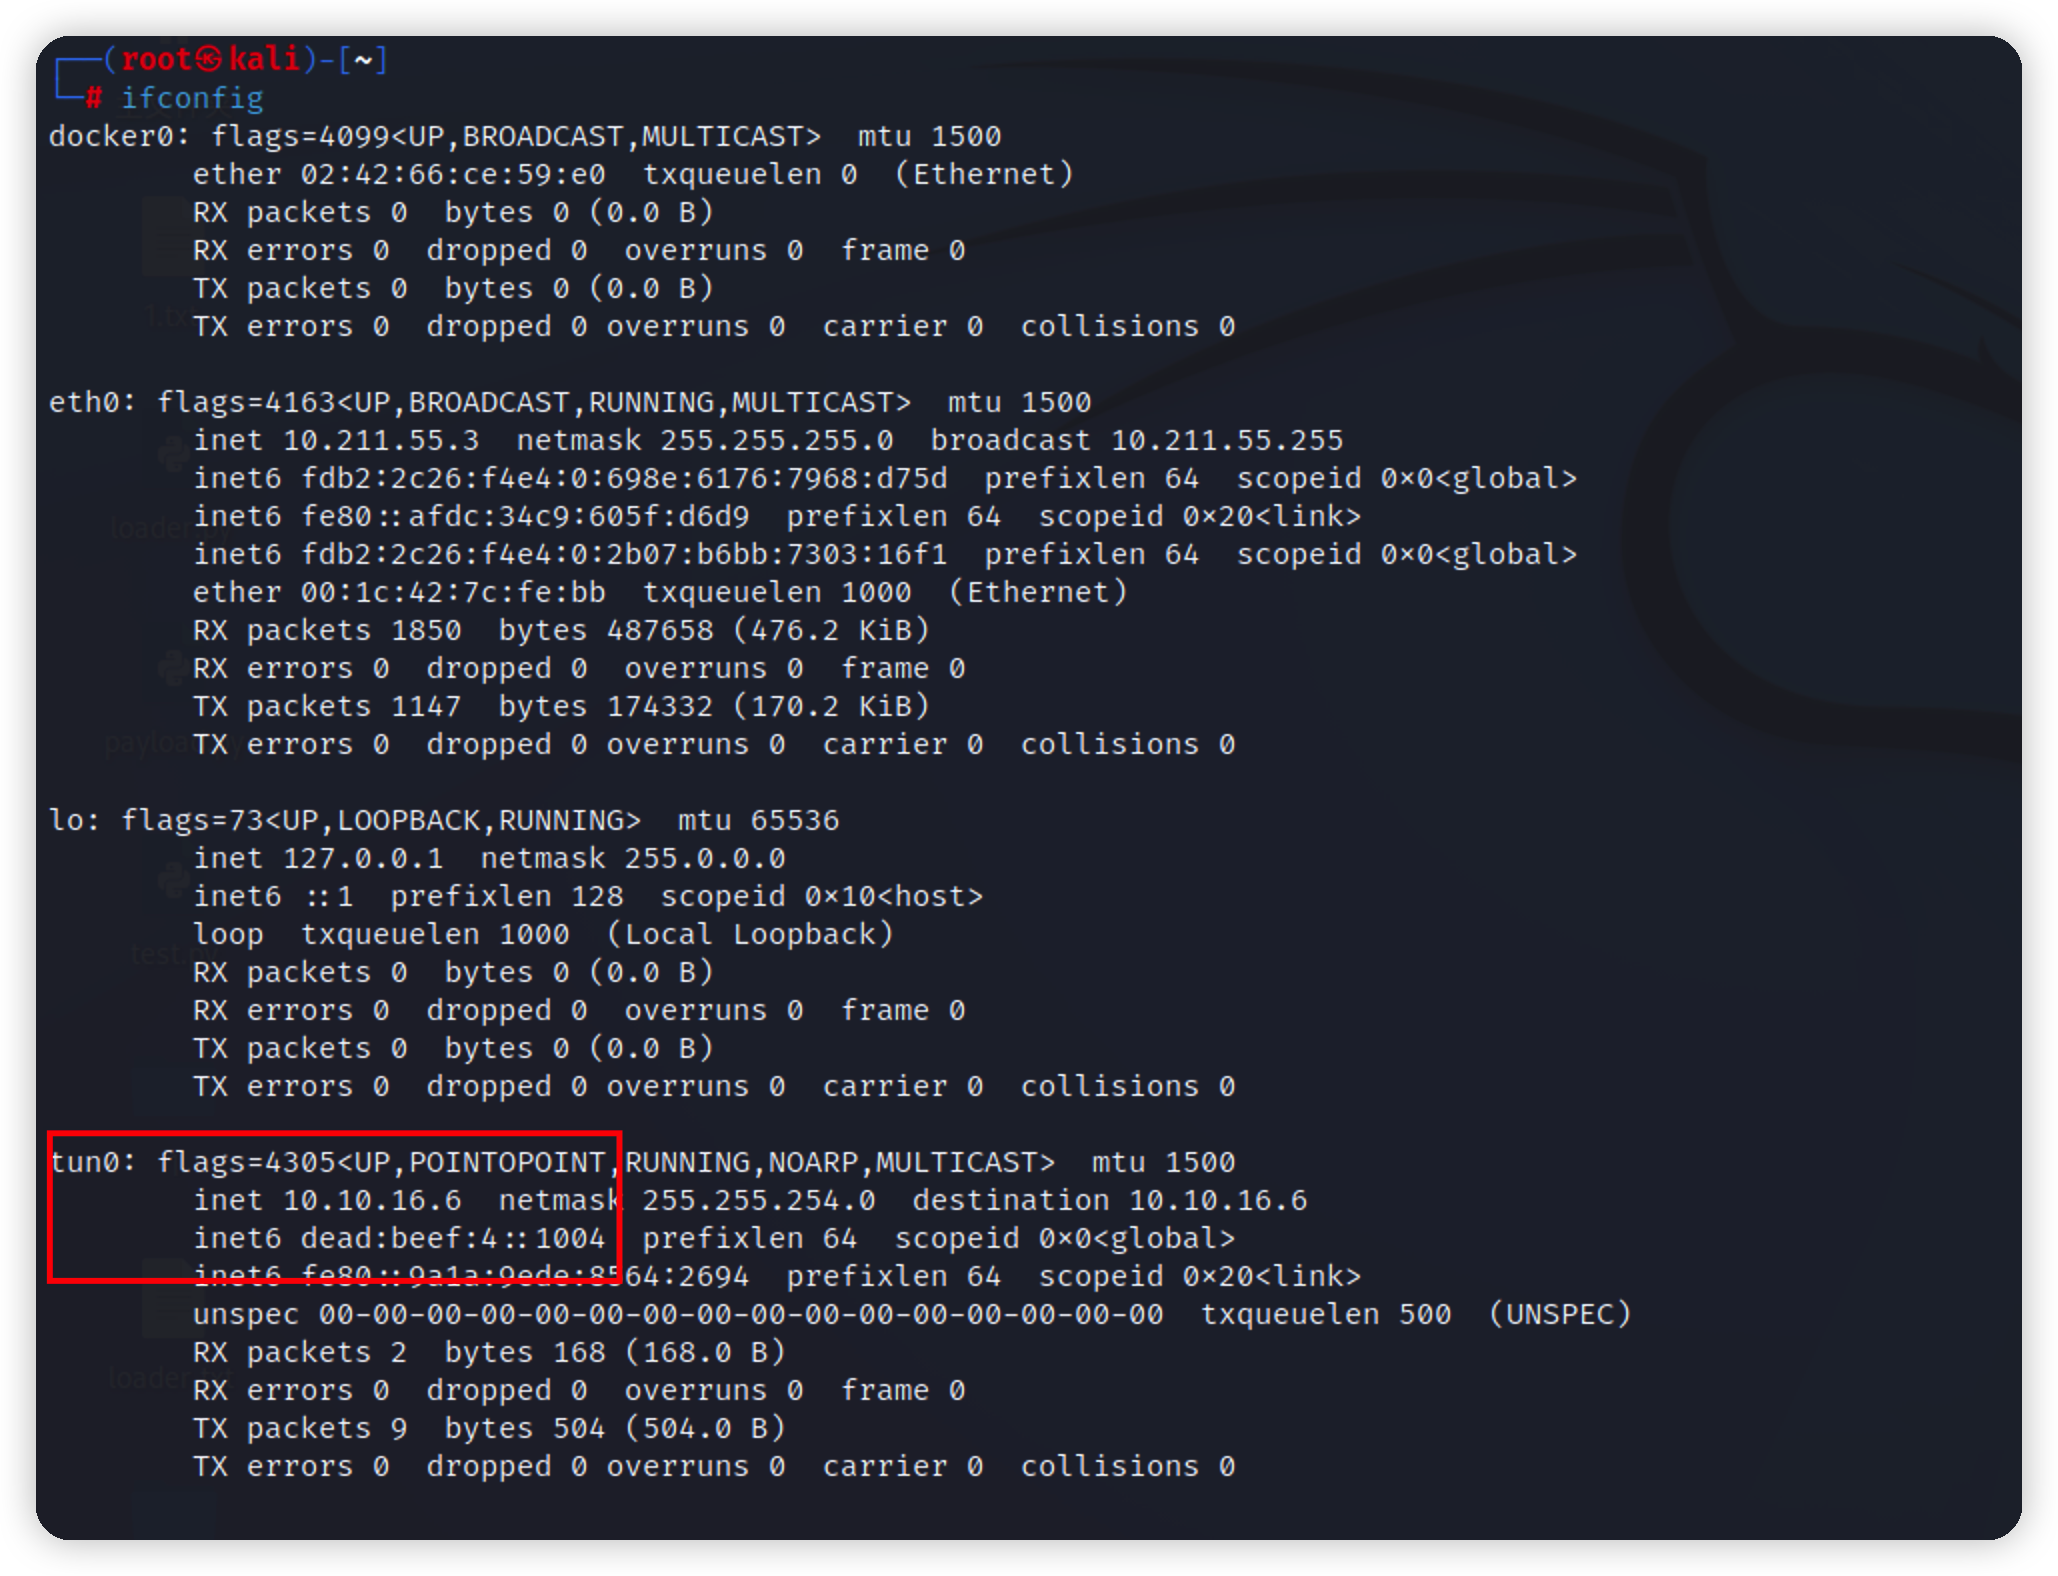 (root㉿kali)-[~]
# ifconfig
docker0: flags=4099<UP,BROADCAST,MULTICAST>  mtu 1500
ether 02:42:66:ce:59:e0  txqueuelen 0  (Ethernet)
RX packets 0  bytes 0 (0.0 B)
RX errors 0  dropped 0  overruns 0  frame 0
TX packets 0  bytes 0 (0.0 B)
TX errors 0  dropped 0 overruns 0  carrier 0  collisions 0
eth0: flags=4163<UP,BROADCAST,RUNNING,MULTICAST>  mtu 1500
inet 10.211.55.3  netmask 255.255.255.0  broadcast 10.211.55.255
inet6 fdb2:2c26:f4e4:0:698e:6176:7968:d75d  prefixlen 64  scopeid 0x0<global>
inet6 fe80::afdc:34c9:605f:d6d9  prefixlen 64  scopeid 0x20<link>
inet6 fdb2:2c26:f4e4:0:2b07:b6bb:7303:16f1  prefixlen 64  scopeid 0x0<global>
ether 00:1c:42:7c:fe:bb  txqueuelen 1000  (Ethernet)
RX packets 1850  bytes 487658 (476.2 KiB)
RX errors 0  dropped 0  overruns 0  frame 0
TX packets 1147  bytes 174332 (170.2 KiB)
TX errors 0  dropped 0 overruns 0  carrier 0  collisions 0
lo: flags=73<UP,LOOPBACK,RUNNING>  mtu 65536
inet 127.0.0.1  netmask 255.0.0.0
inet6 ::1  prefixlen 128  scopeid 0x10<host>
loop  txqueuelen 1000  (Local Loopback)
RX packets 0  bytes 0 (0.0 B)
RX errors 0  dropped 0  overruns 0  frame 0
TX packets 0  bytes 0 (0.0 B)
TX errors 0  dropped 0 overruns 0  carrier 0  collisions 0
tun0: flags=4305<UP,POINTOPOINT,RUNNING,NOARP,MULTICAST>  mtu 1500
inet 10.10.16.6  netmask 255.255.254.0  destination 10.10.16.6
inet6 dead:beef:4::1004  prefixlen 64  scopeid 0x0<global>
inet6 fe80::9a1a:9ede:8564:2694  prefixlen 64  scopeid 0x20<link>
unspec 00-00-00-00-00-00-00-00-00-00-00-00-00-00-00-00  txqueuelen 500  (UNSPEC)
RX packets 2  bytes 168 (168.0 B)
RX errors 0  dropped 0  overruns 0  frame 0
TX packets 9  bytes 504 (504.0 B)
TX errors 0  dropped 0 overruns 0  carrier 0  collisions 0